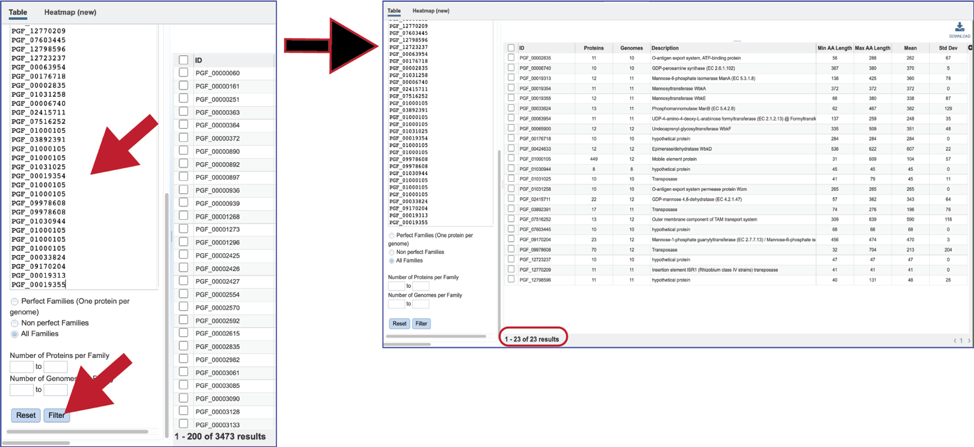 Table Heatmap (new)
PGF_12770209
PGF_07603445
PGF_12798596
PGF_12723237
PGF_00063954
PGF_00176718
PGF_00002835
PGF_01031258
PGF_00006740
PGF_02415711
PGF_07516252
PGF_01000105
PGF_03892391
PGF_01000105
PGF_01000105
PGF_01031025
PGF_00019354
PGF_01000105
PGF_01000105
PGF_09978608
PGF_09978608
PGF_01030944
PGF_01000105
PGF_01000105
PGF_01000105
PGF_00033824
PGF_09170204
PGF_00019313
PGF_00019355
Perfect Families (One protein per
genome)
Non perfect Families
All Families
Number of Proteins per Family
to
Number of Genomes Family
to
Reset Filter
ID
PGF_00000060
PGF_00000161
PGF_00000251
PGF_00000363
PGF_00000364
PGF_00000372
PGF_00000890
PGF_00000892
PGF_00000897
PGF_00000936
PGF_00000939
PGF_00001268
PGF_00001273
PGF_00001296
PGF_00002425
PGF_00002426
PGF_00002427
PGF_00002554
PGF_00002570
PGF_00002592
PGF_00002615
PGF_00002835
PGF_00002982
PGF_00003061
PGF_00003085
PGF_00003090
PGF_00003128
PGF_00003133
1 - 200 of 3473 results
Table Heatmap (new)
PGF_12770209
PGF_07603445
PGF_12798596
PGF_12723237
PGF_00063954
PGF_00176718
PGF_00002835
PGF_01031258
PGF_00006740
PGF_02415711
PGF_07516252
PGF_01000105
PGF_03892391
PGF_01000105
PGF_01000105
PGF_01031025
PGF_00019354
PGF_01000105
PGF_01000105
PGF_09978608
PGF_09978608
PGF_01030944
PGF_01000105
PGF_01000105
PGF_01000105
PGF_00033824
PGF_09170204
PGF_00019313
PGF_00019355
Perfect Families (One protein per
genome)
Non perfect Families
All Families
Number of Proteins per Family
to
Number of Genomes per Family
to
Reset Filter
DOWNLOAD
ID Proteins Genomes Description Min AA Length Max AA Length Mean Std Dev
PGF_00002835 11 10 O-antigen export system, ATP-binding protein 56 288 262 67
PGF_00006740 10 10 GDP-perosamine synthase (EC 2.6.1.102) 367 380 370 5
PGF_00019313 12 11 Mannose-6-phosphate isomerase ManA (EC 5.3.1.8) 136 425 360 78
PGF_00019354 11 11 Mannosyltransferase WbkA 372 372 372 0
PGF_00019355 12 11 Mannosyltransferase WbkE 66 380 338 87
PGF_00033824 13 11 Phosphomannomutase ManB (EC 5.4.2.8) 62 467 382 129
PGF_00063954 11 11 UDP-4-amino-4-deoxy-L-arabinose formyltransferase (EC 2.1.2.13) @ Formyltransfe 137 259 248 35
PGF_00065900 12 12 Undecaprenyl-glycosyltransferase WbkF 335 509 351 48
PGF_00176718 10 10 hypothetical protein 284 284 284 0
PGF_00424633 12 12 Epimerase/dehydratase WbkD 536 622 607 22
PGF_01000105 449 12 Mobile element protein 31 609 104 57
PGF_01030944 8 8 hypothetical protein 45 45 45 0
PGF_01031025 10 10 Transposase 41 79 45 11
PGF_01031258 10 10 O-antigen export system permease protein Wzm 265 265 265 0
PGF_02415711 22 12 GDP-mannose 4,6-dehydratase (EC 4.2.1.47) 57 362 343 64
PGF_03892391 17 11 Transposase 74 276 198 76
PGF_07516252 13 12 Outer membrane component of TAM transport system 309 639 590 116
PGF_07603445 10 10 hypothetical protein 68 68 68 0
PGF_09170204 23 12 Mannose-1-phosphate guanylyltransferase (EC 2.7.7.13) / Mannose-6-phosphate is 456 474 470 3
PGF_09978608 70 12 Transposase 32 704 213 204
PGF_12723237 10 10 hypothetical protein 47 47 47 0
PGF_12770209 11 11 Insertion element ISR1 (Rhizobium class IV strains) transposase 41 41 41 0
PGF_12798596 11 11 hypothetical protein 40 131 48 26
1 - 23 of 23 results